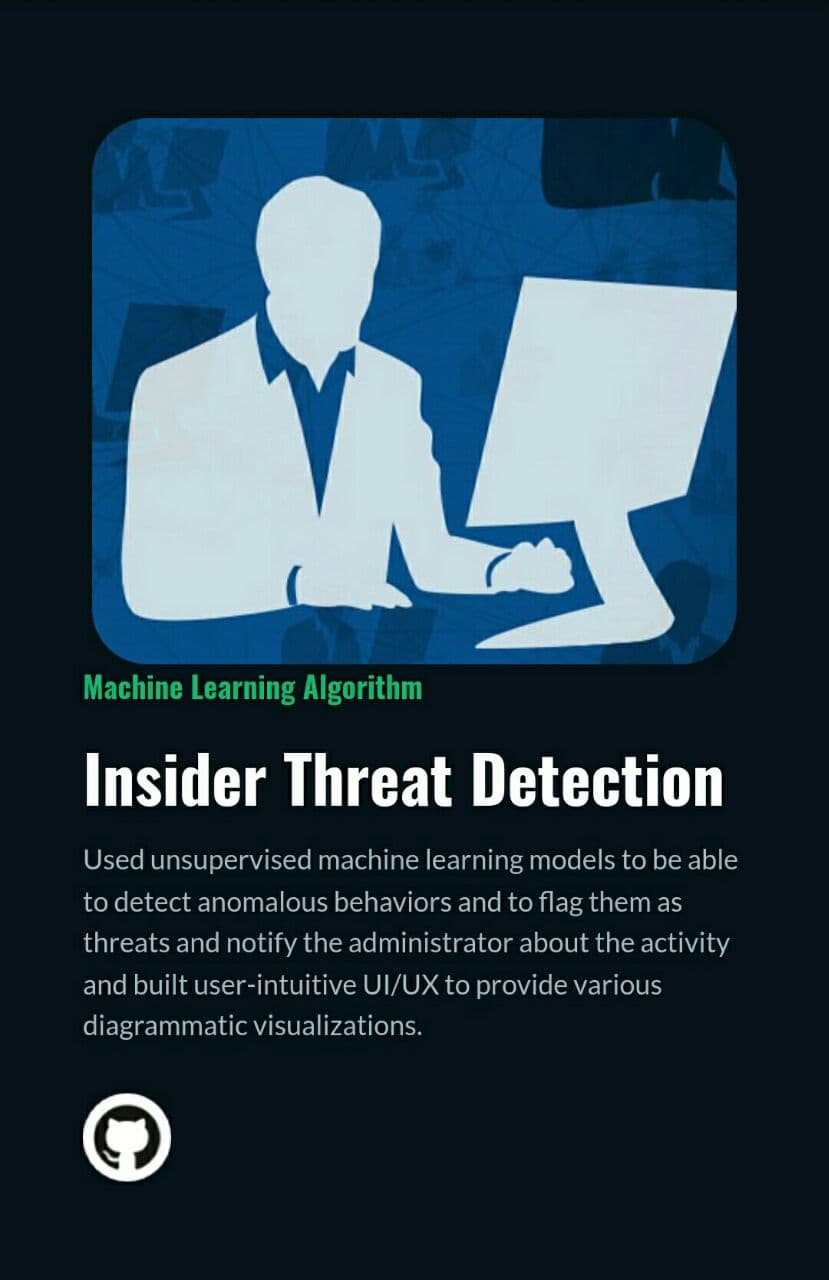 Machine Learning Algorithm
Insider Threat Detection
Used unsupervised machine learning models to be able
to detect anomalous behaviors and to flag them as
threats and notify the administrator about the activity
and built user-intuitive UI/UX to provide various
diagrammatic visualizations.